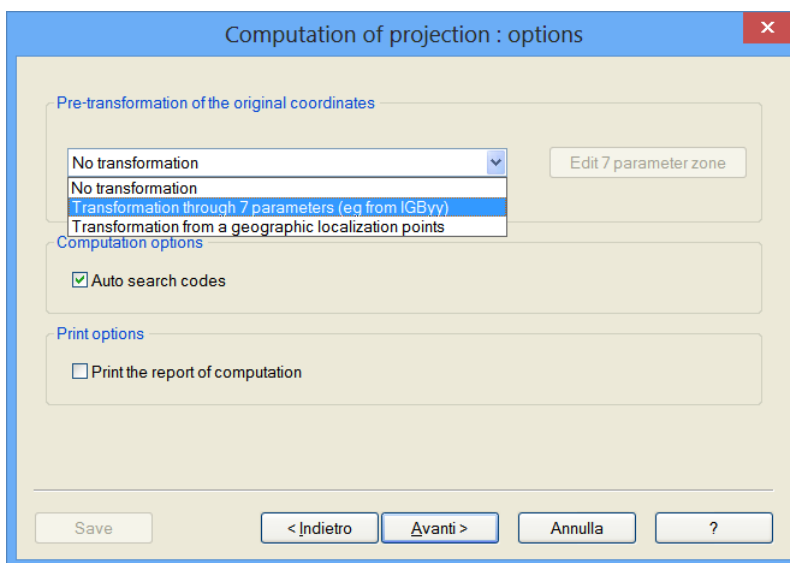 Computation of projection : options
Pre-transformation of the original coordinates
No transformation
Edit 7 parameter zone
No transformation
Transformation through 7 parameters (eg from IGByy)
Transformation from a geographic localization points
Computation options
Auto search codes
Print options
Print the report of computation
Save
< Indietro
Avanti >
Annulla
?